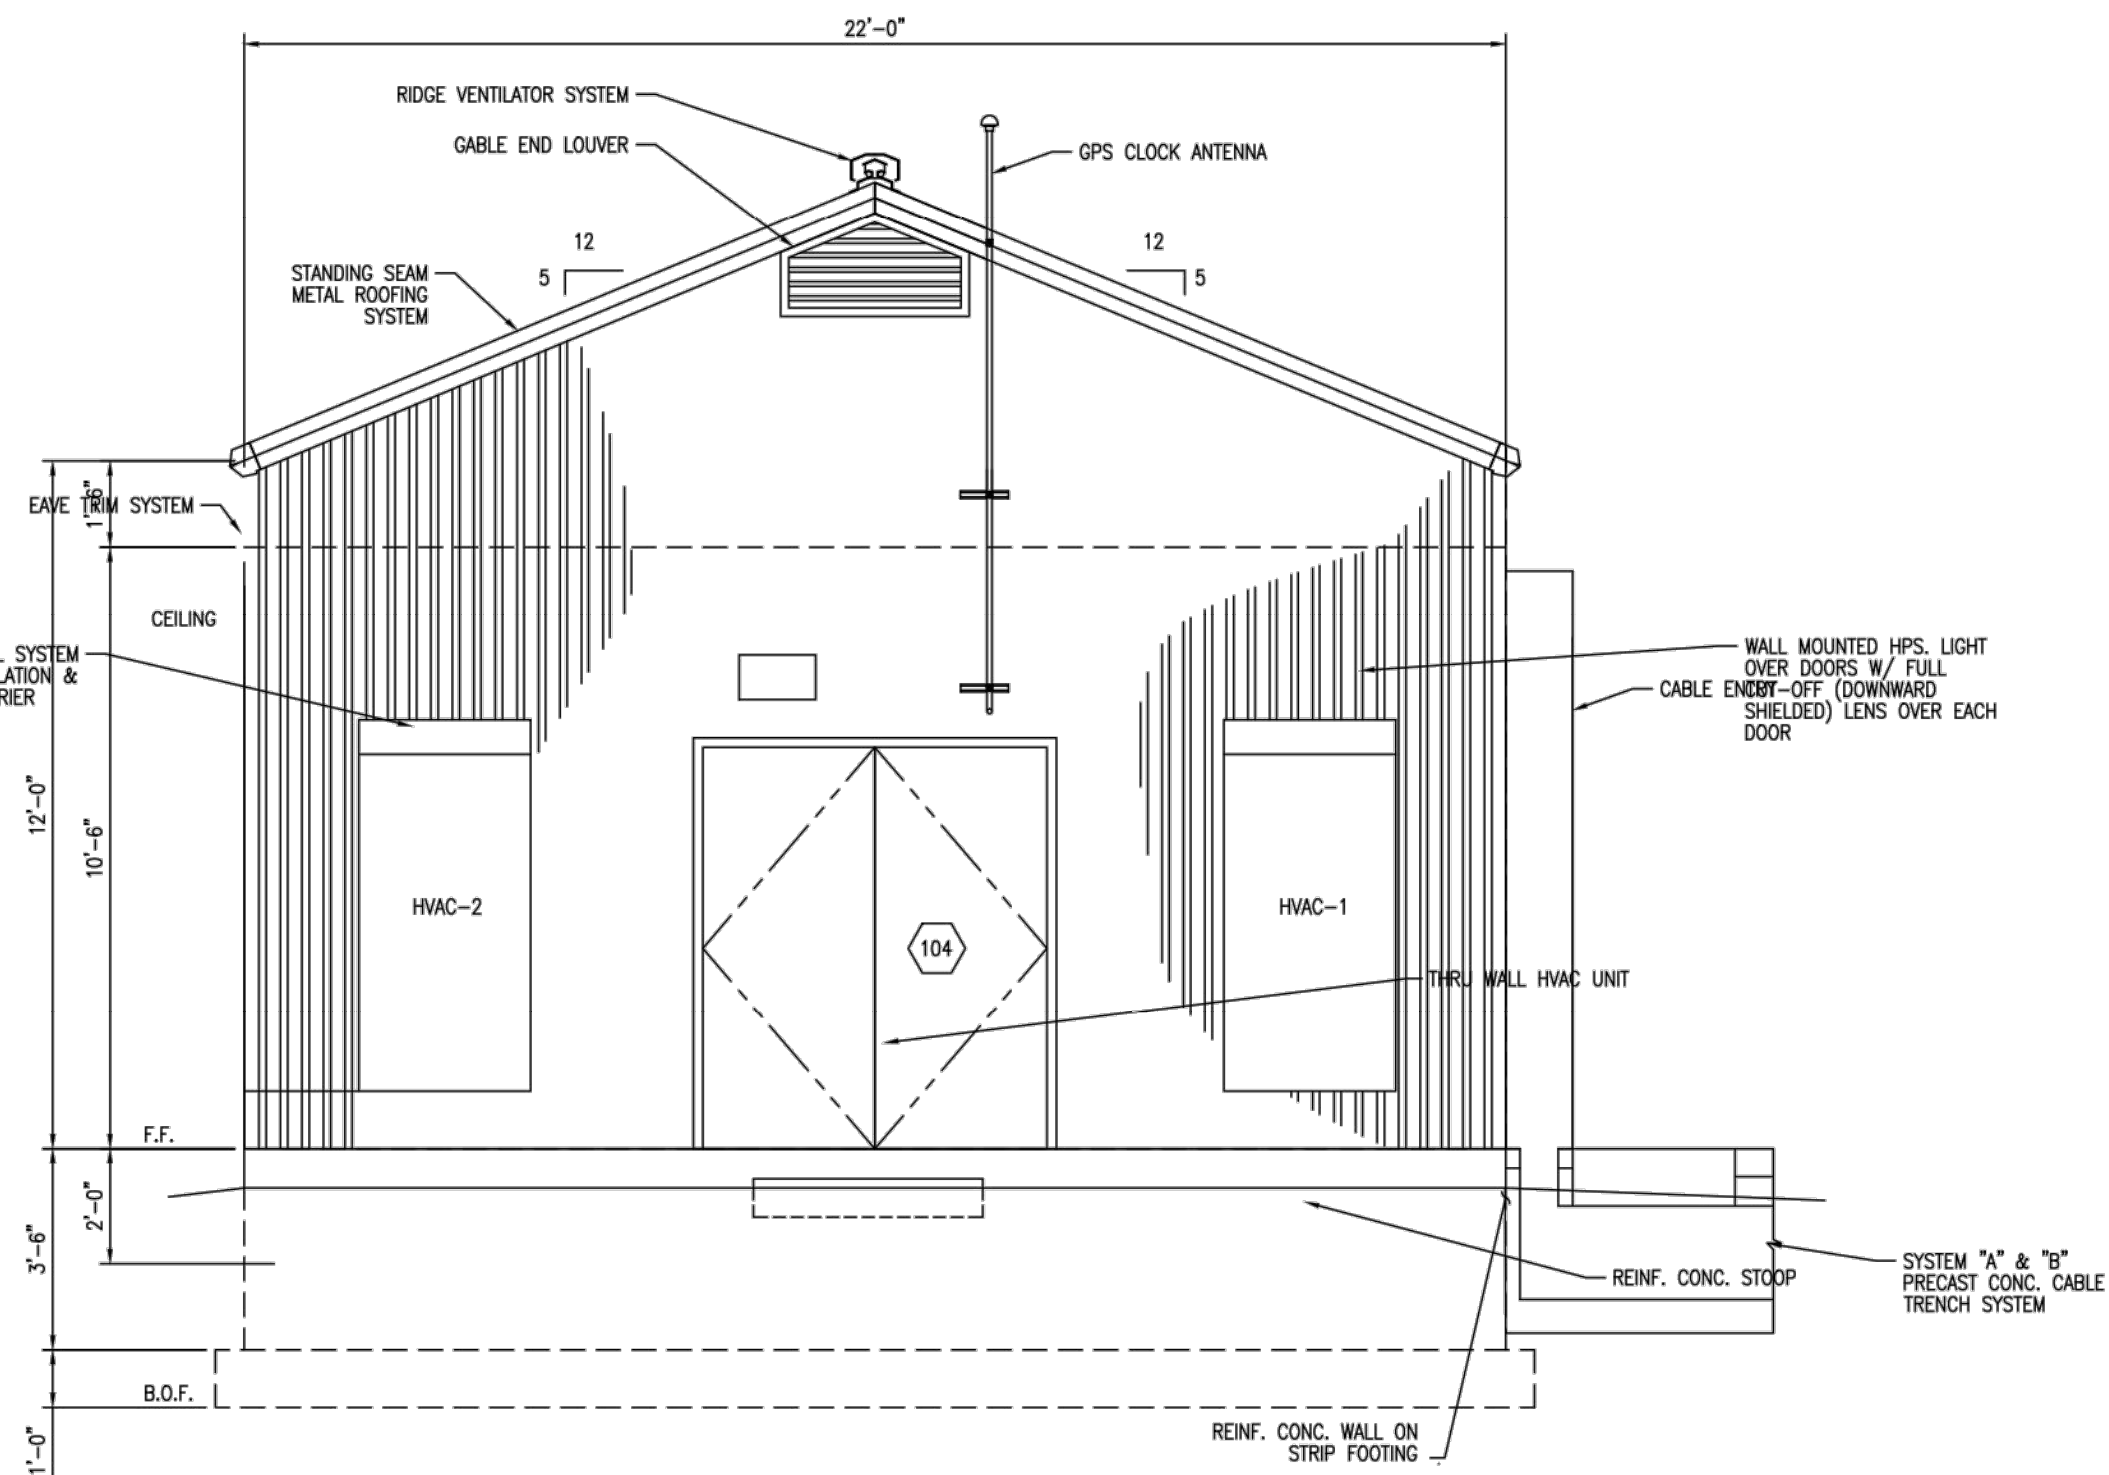 22'-0"
RIDGE VENTILATOR SYSTEM
GABLE END LOUVER
GPS CLOCK ANTENNA
12
5
12
5
STANDING SEAM
METAL ROOFING
SYSTEM
1'-6"
EAVE TRIM SYSTEM
CEILING
SYSTEM
&
WALL MOUNTED HPS. LIGHT
OVER DOORS W/ FULL
CUT-OFF (DOWNWARD
SHIELDED) LENS OVER EACH
DOOR
CABLE ENTRY
12'-0"
10'-6"
HVAC-2
HVAC-1
104
THRU WALL HVAC UNIT
F.F.
2'-0"
3'-6"
REINF. CONC. STOOP
SYSTEM "A" & "B"
PRECAST CONC. CABLE
TRENCH SYSTEM
B.O.F.
1'-0"
REINF. CONC. WALL ON
STRIP FOOTING